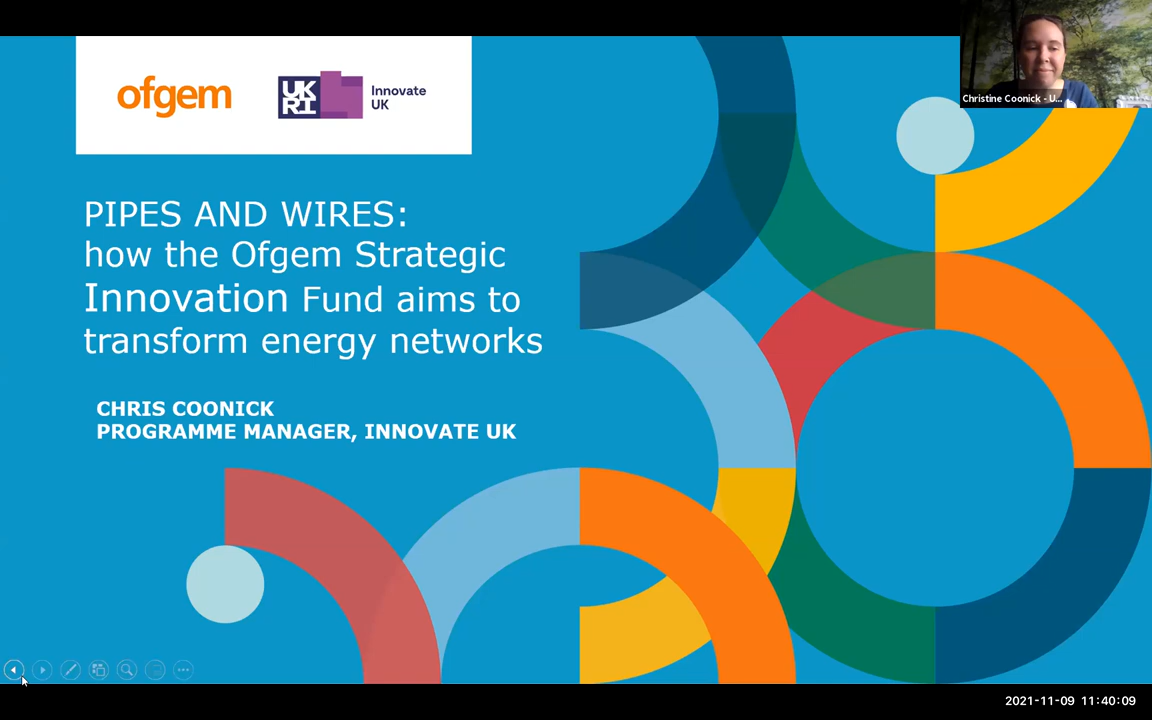 ofgem
UK
RI
Innovate
UK
Christine Coonick - U...
PIPES AND WIRES:
how the Ofgem Strategic
Innovation Fund aims to
transform energy networks
CHRIS COONICK
PROGRAMME MANAGER, INNOVATE UK
2021-11-09 11:40:09